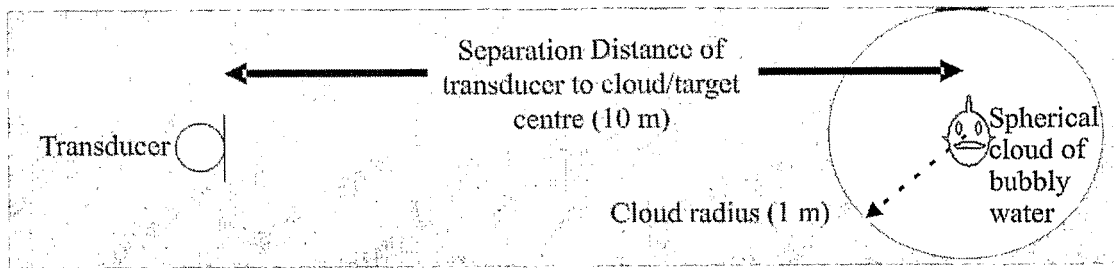 Separation Distance of
transducer to cloud/target
centre (10 m)
Transducer
Spherical
cloud of
bubbly
water
Cloud radius (1 m)